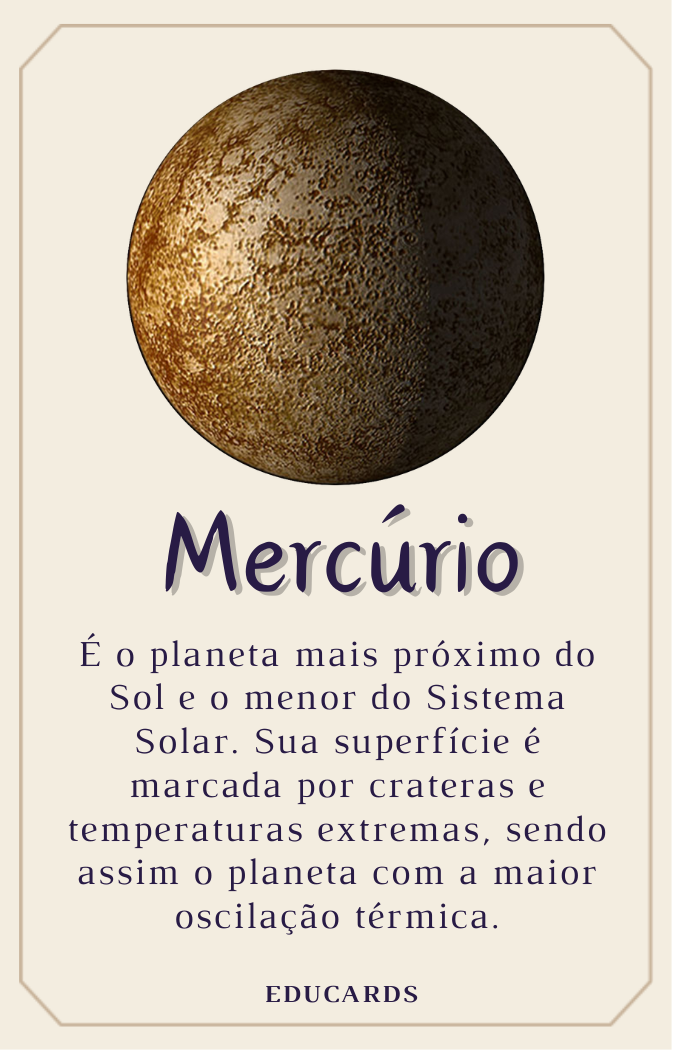 Mercúrio
É o planeta mais próximo do
Sol e o menor do Sistema
Solar. Sua superfície é
marcada por crateras e
temperaturas extremas, sendo
assim o planeta com a maior
oscilação térmica.
EDUCARDS